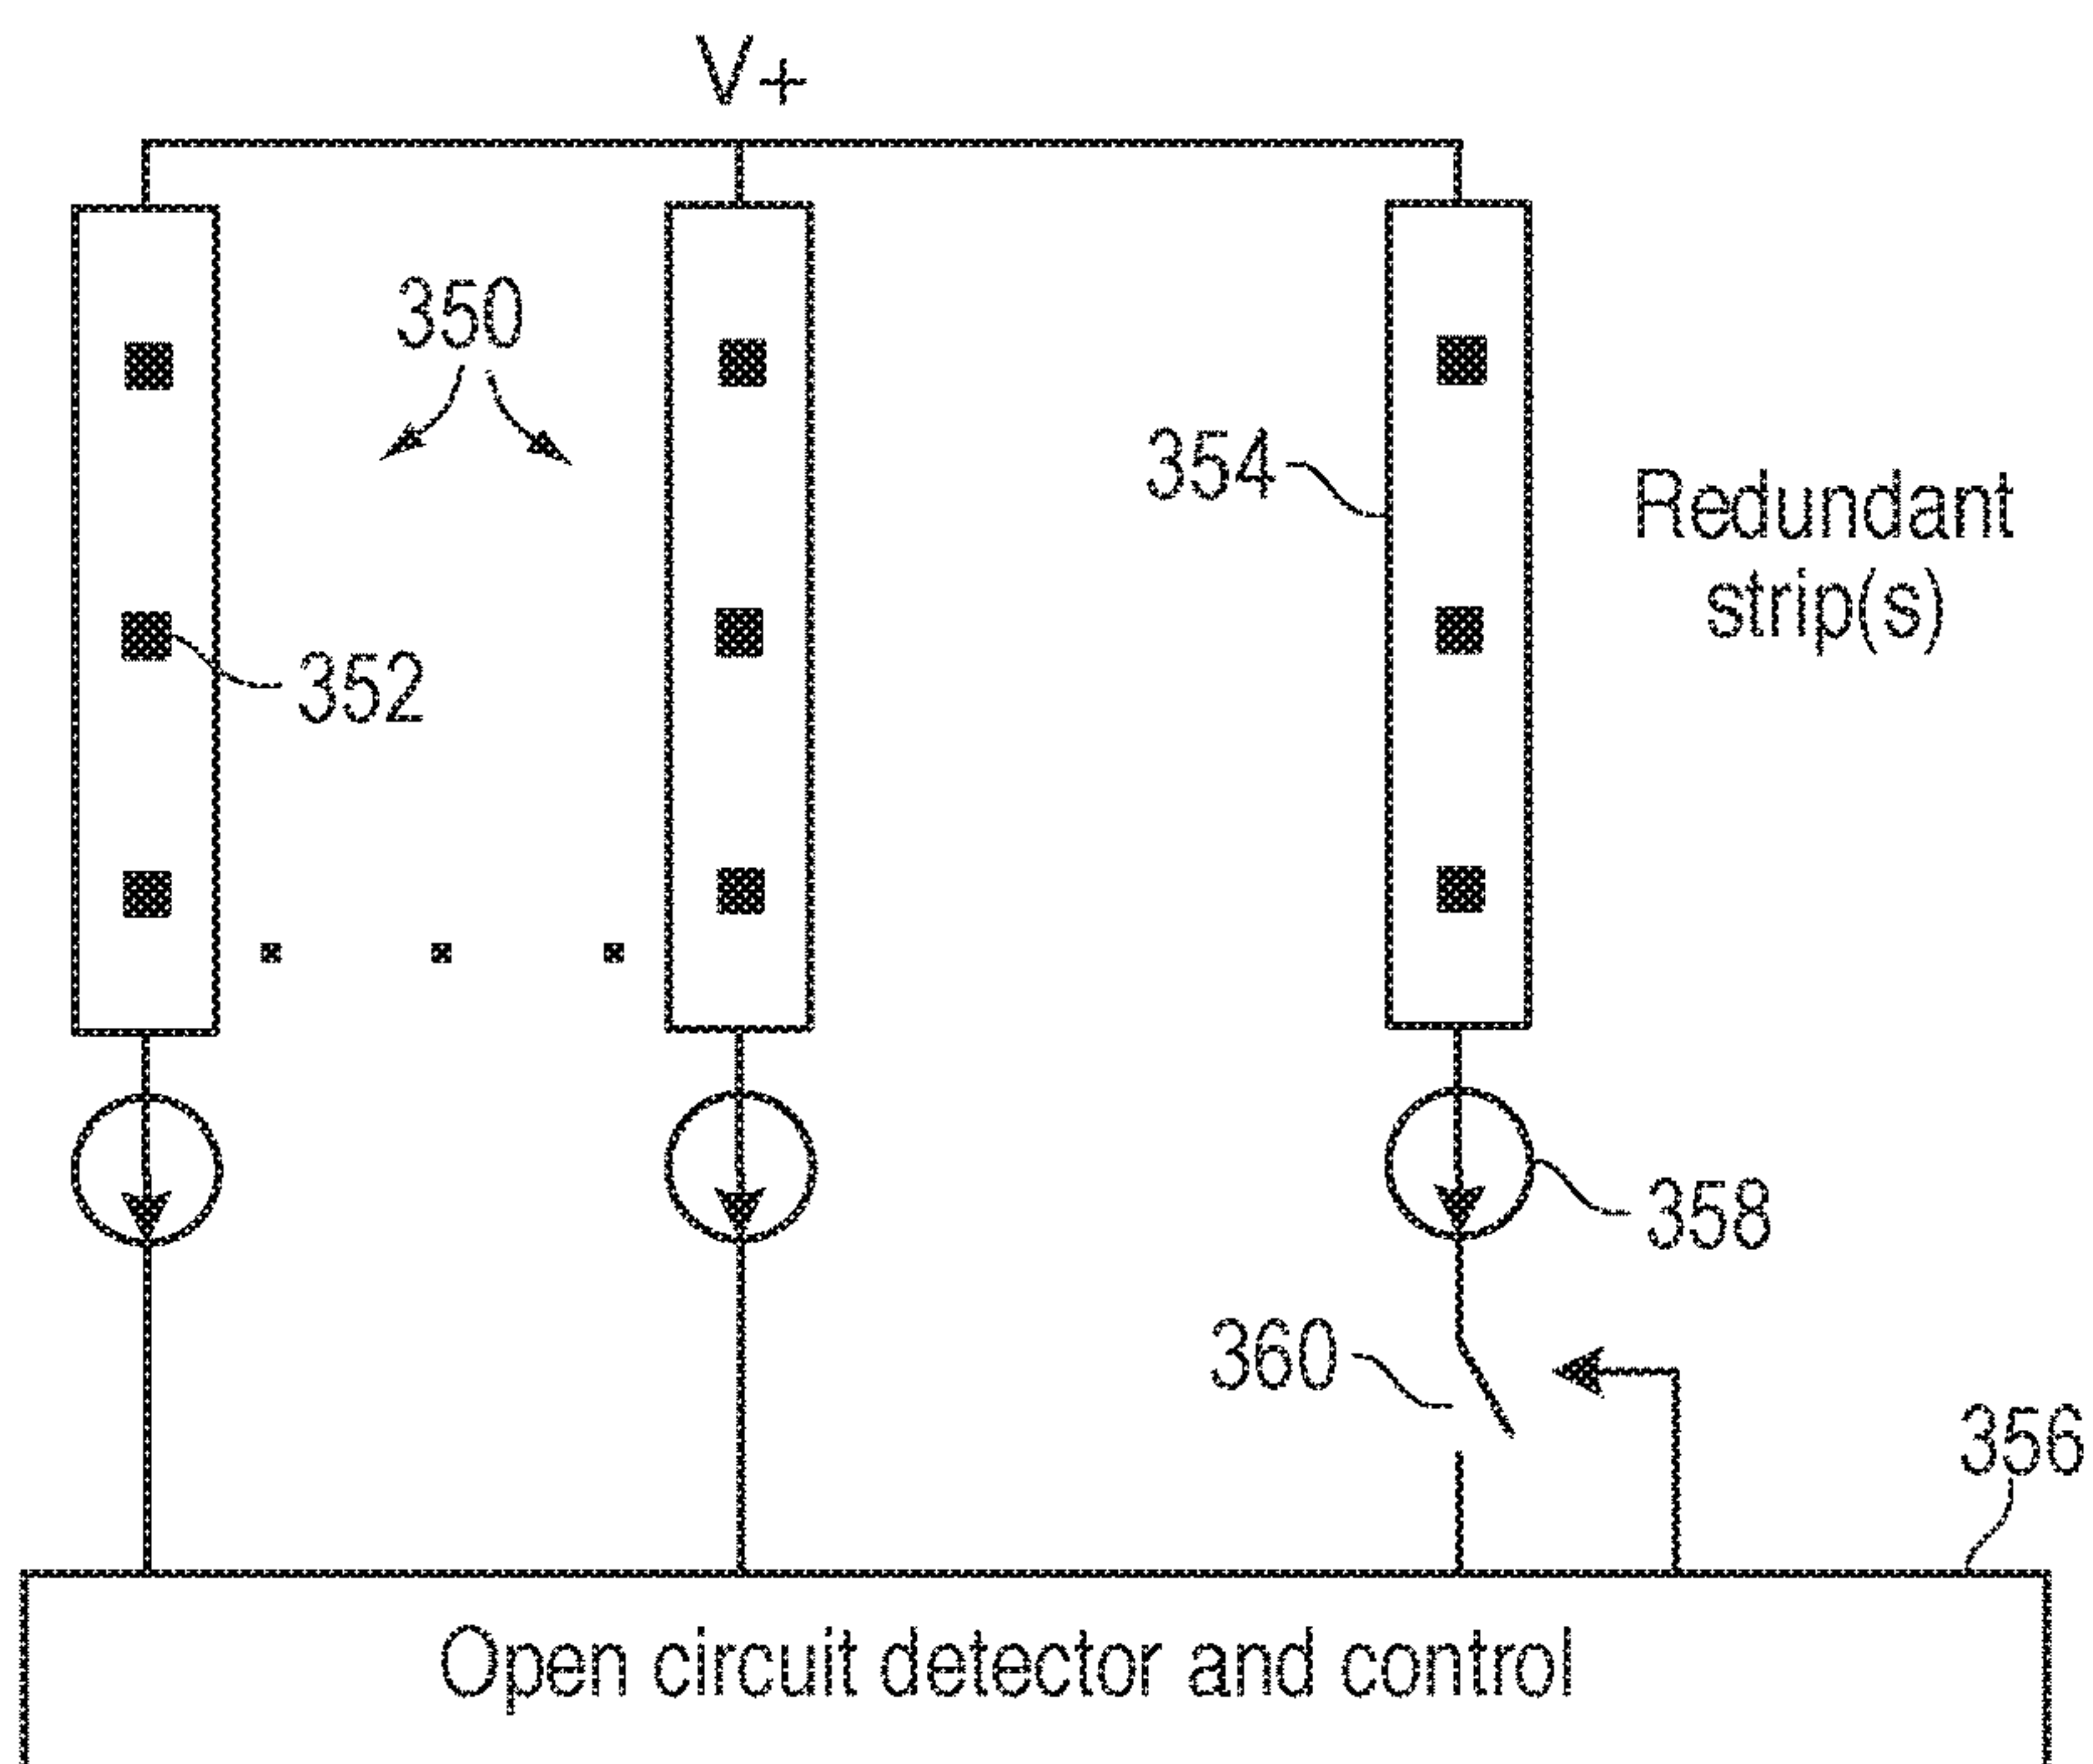 V+
350
354
Redundant
strip(s)
352
358
360
356
Open circuit detector and control